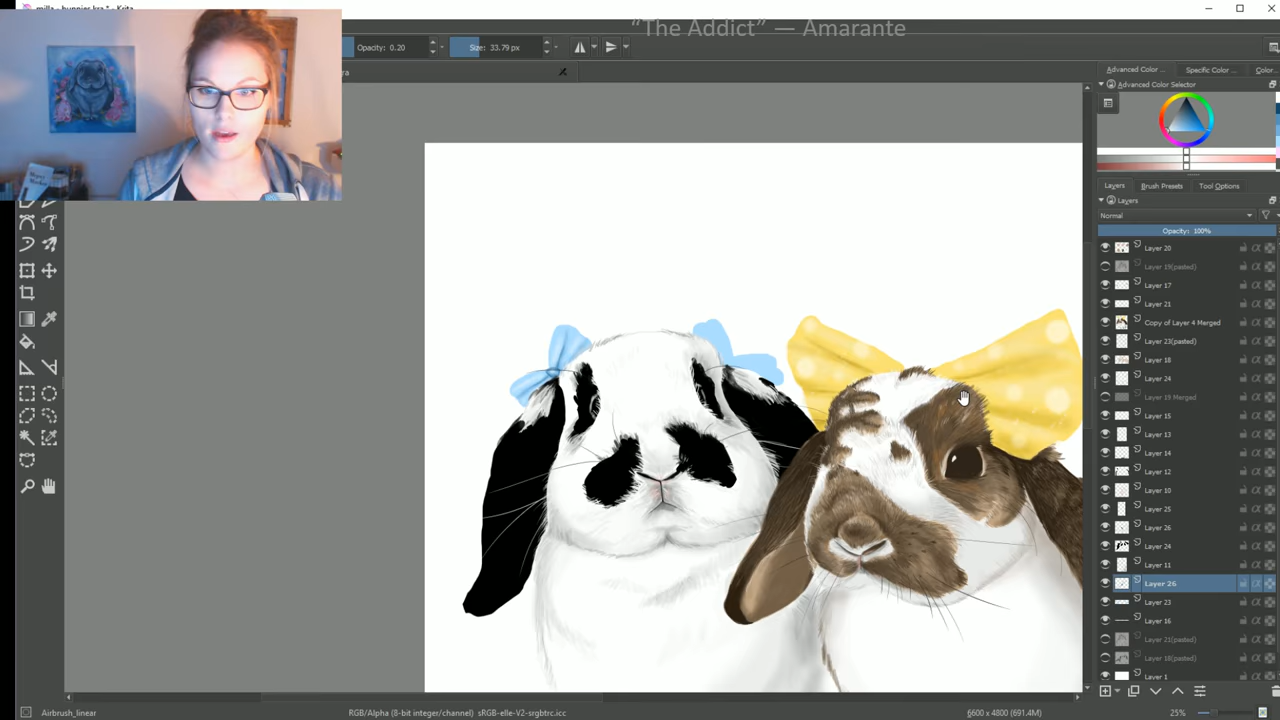 milla - bunnies.kra * - Krita
"The Addict" — Amarante
Opacity: 0.20
Size: 33.79 px
ra
Advanced Color ...
Specific Color ...
Color...
Advanced Color Selector
Layers
Brush Presets
Tool Options
Layers
Normal
Opacity: 100%
Layer 20
Layer 19(pasted)
Layer 17
Layer 21
Copy of Layer 4 Merged
Layer 23(pasted)
Layer 18
Layer 24
Layer 19 Merged
Layer 15
Layer 13
Layer 14
Layer 12
Layer 10
Layer 25
Layer 26
Layer 24
Layer 11
Layer 26
Layer 23
Layer 16
Layer 21(pasted)
Layer 18(pasted)
Layer 1
Airbrush_linear
RGB/Alpha (8-bit integer/channel) sRGB-elle-V2-srgbtrc.icc
6600 x 4800 (691.4M)
25%